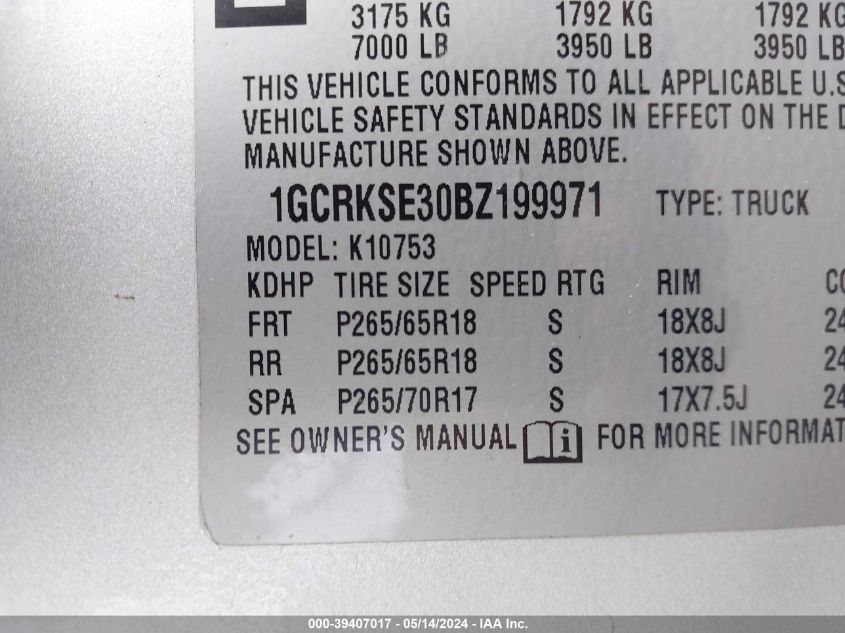 3175 KG 1792 KG 1792 KG
7000 LB 3950 LB 3950 LB
THIS VEHICLE CONFORMS TO ALL APPLICABLE U.S
VEHICLE SAFETY STANDARDS IN EFFECT ON THE D
MANUFACTURE SHOWN ABOVE.
1GCRKSE30BZ199971 TYPE: TRUCK
MODEL: K10753
KDHP TIRE SIZE SPEED RTG RIM CO
FRT P265/65R18 S 18X8J 24
RR P265/65R18 S 18X8J 24
SPA P265/70R17 S 17X7.5J 24
SEE OWNER'S MANUAL i FOR MORE INFORMAT
000-39407017 - 05/14/2024 - IAA Inc.